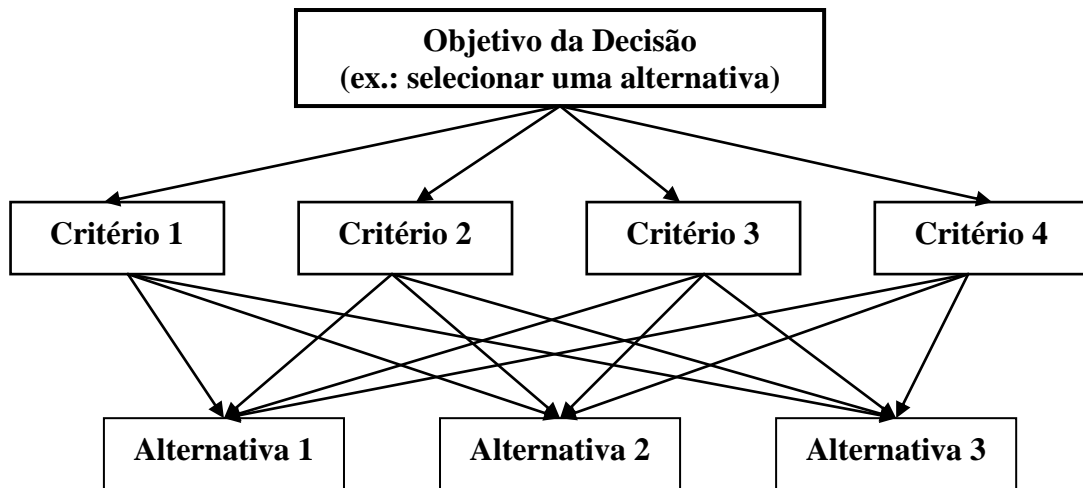 Objetivo da Decisão
(ex.: selecionar uma alternativa)
Critério 1
Critério 2
Critério 3
Critério 4
Alternativa 1
Alternativa 2
Alternativa 3